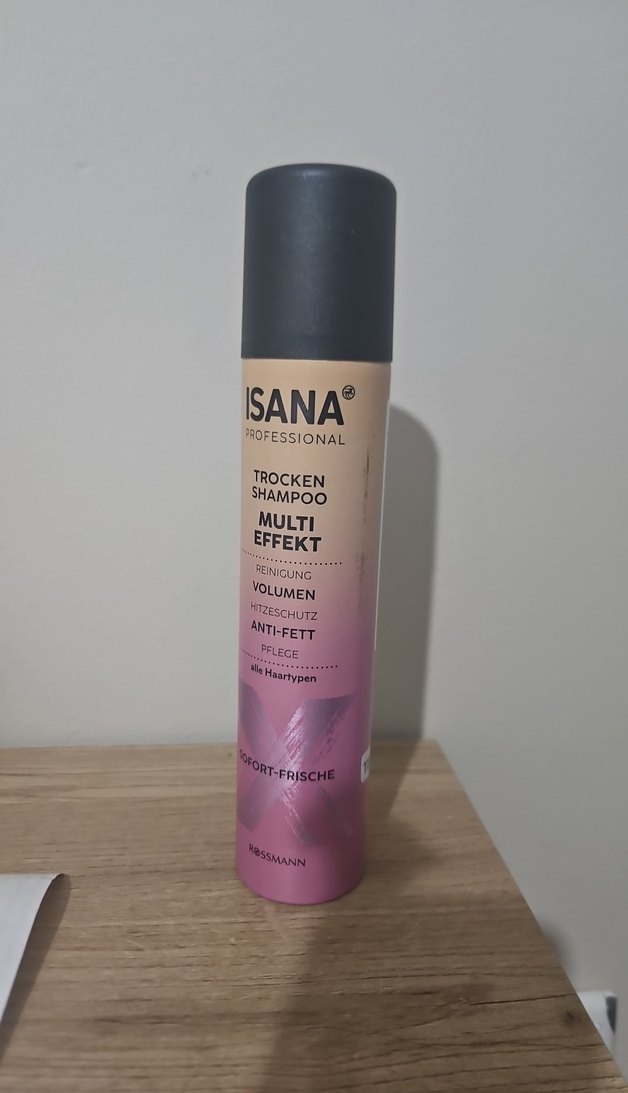 ISANA
PROFESSIONAL
TROCKEN
SHAMPOO
MULTI
EFFEKT
REINIGUNG
VOLUMEN
HITZESCHUTZ
ANTI-FETT
PFLEGE
alle Haartypen
SOFORT-FRISCHE
ROSSMANN